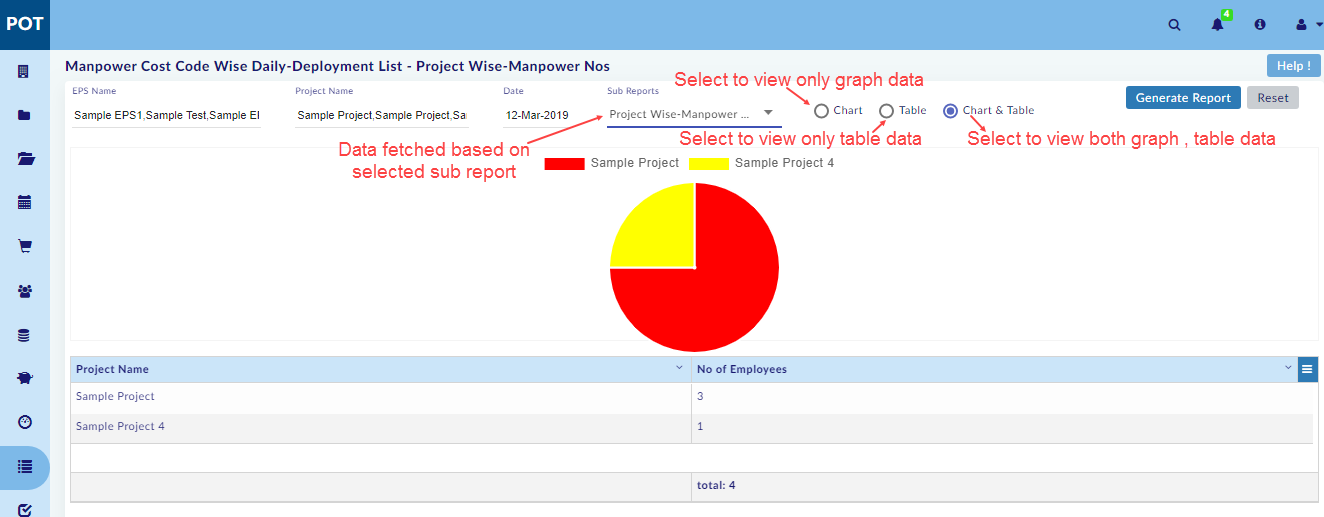 POT
4
Manpower Cost Code Wise Daily-Deployment List - Project Wise-Manpower Nos
Help !
Select to view only graph data
EPS Name
Project Name
Date
Sub Reports
Sample EPS1,Sample Test,Sample El
Sample Project,Sample Project,Sa
12-Mar-2019
Project Wise-Manpower ...
Chart
Table
Chart & Table
Generate Report
Reset
Select to view only table data
Select to view both graph , table data
Data fetched based on
selected sub report
Sample Project
Sample Project 4
Project Name
No of Employees
Sample Project
3
Sample Project 4
1
total: 4